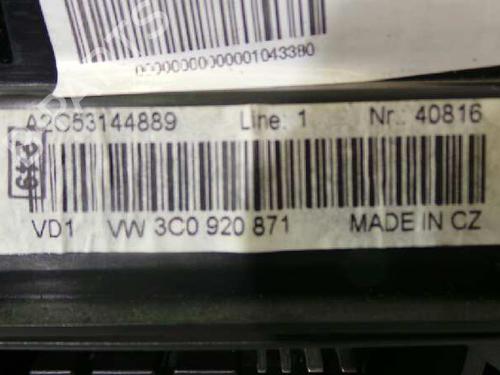 0000000000001043380
A2C53144889 Line: 1 Nr.: 40816
VD1 VW 3C0 920 871 MADE IN CZ